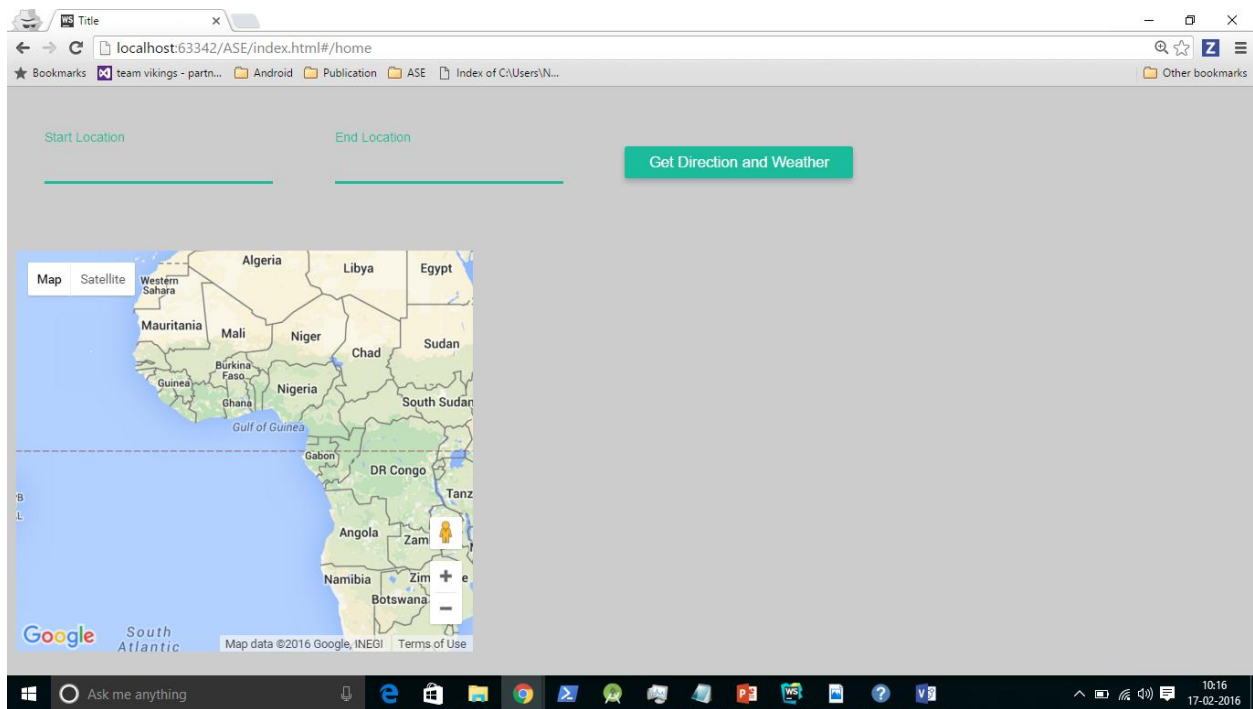 Title
localhost:63342/ASE/index.html#/home
Z
Bookmarks team vikings - partn... Android Publication ASE Index of C:\Users\N... Other bookmarks
Start Location End Location
Get Direction and Weather
Map Satellite
Algeria Libya Egypt
Western
Sahara
Mauritania Mali Niger Chad Sudan
Burkina
Faso
Guinea Ghana Nigeria South Sudan
Gulf of Guinea
Gabon DR Congo
Tanz
Angola Zam
Namibia Zim e
Botswana
Google South
Atlantic
Map data ©2016 Google, INEGI Terms of Use
Ask me anything
10:16
17-02-2016